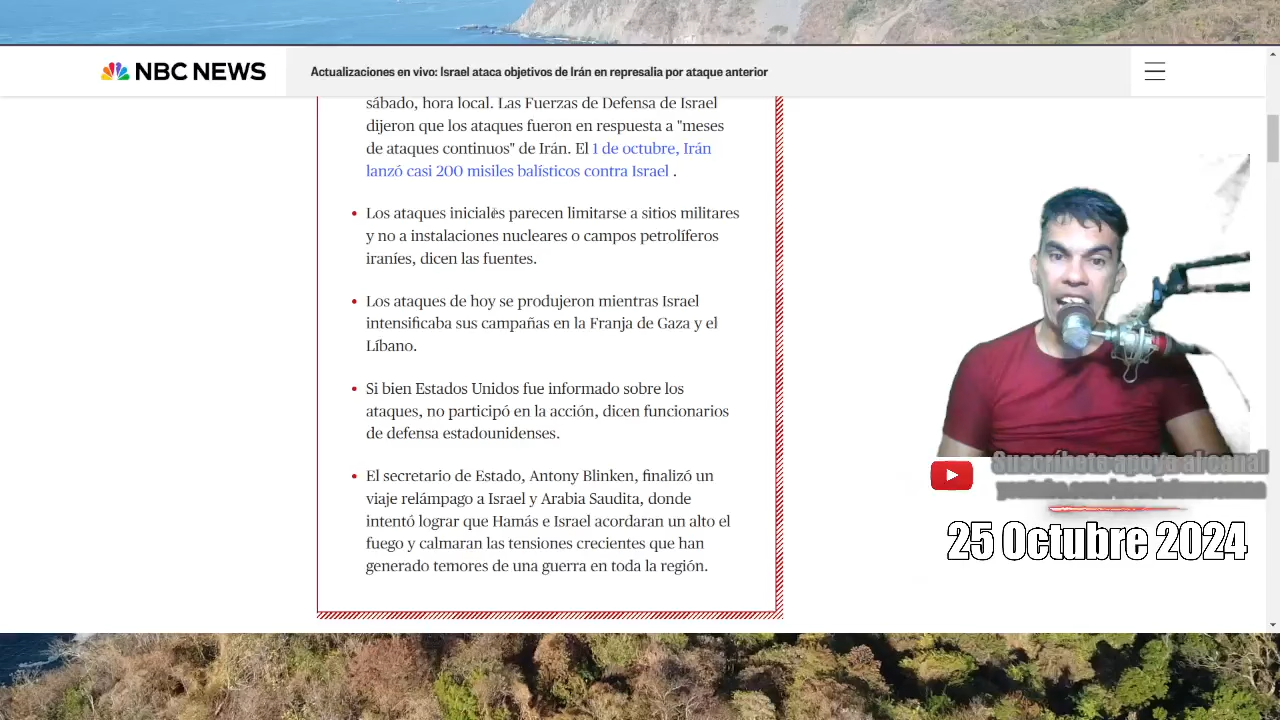 NBC NEWS
Actualizaciones en vivo: Israel ataca objetivos de Irán en represalia por ataque anterior
sábado, hora local. Las Fuerzas de Defensa de Israel
dijeron que los ataques fueron en respuesta a "meses
de ataques continuos" de Irán. El 1 de octubre, Irán
lanzó casi 200 misiles balísticos contra Israel .
• Los ataques iniciales parecen limitarse a sitios militares
y no a instalaciones nucleares o campos petrolíferos
iraníes, dicen las fuentes.
• Los ataques de hoy se produjeron mientras Israel
intensificaba sus campañas en la Franja de Gaza y el
Líbano.
• Si bien Estados Unidos fue informado sobre los
ataques, no participó en la acción, dicen funcionarios
de defensa estadounidenses.
• El secretario de Estado, Antony Blinken, finalizó un
viaje relámpago a Israel y Arabia Saudita, donde
intentó lograr que Hamás e Israel acordaran un alto el
fuego y calmaran las tensiones crecientes que han
generado temores de una guerra en toda la región.
Suscríbete apoya al canal
25 Octubre 2024